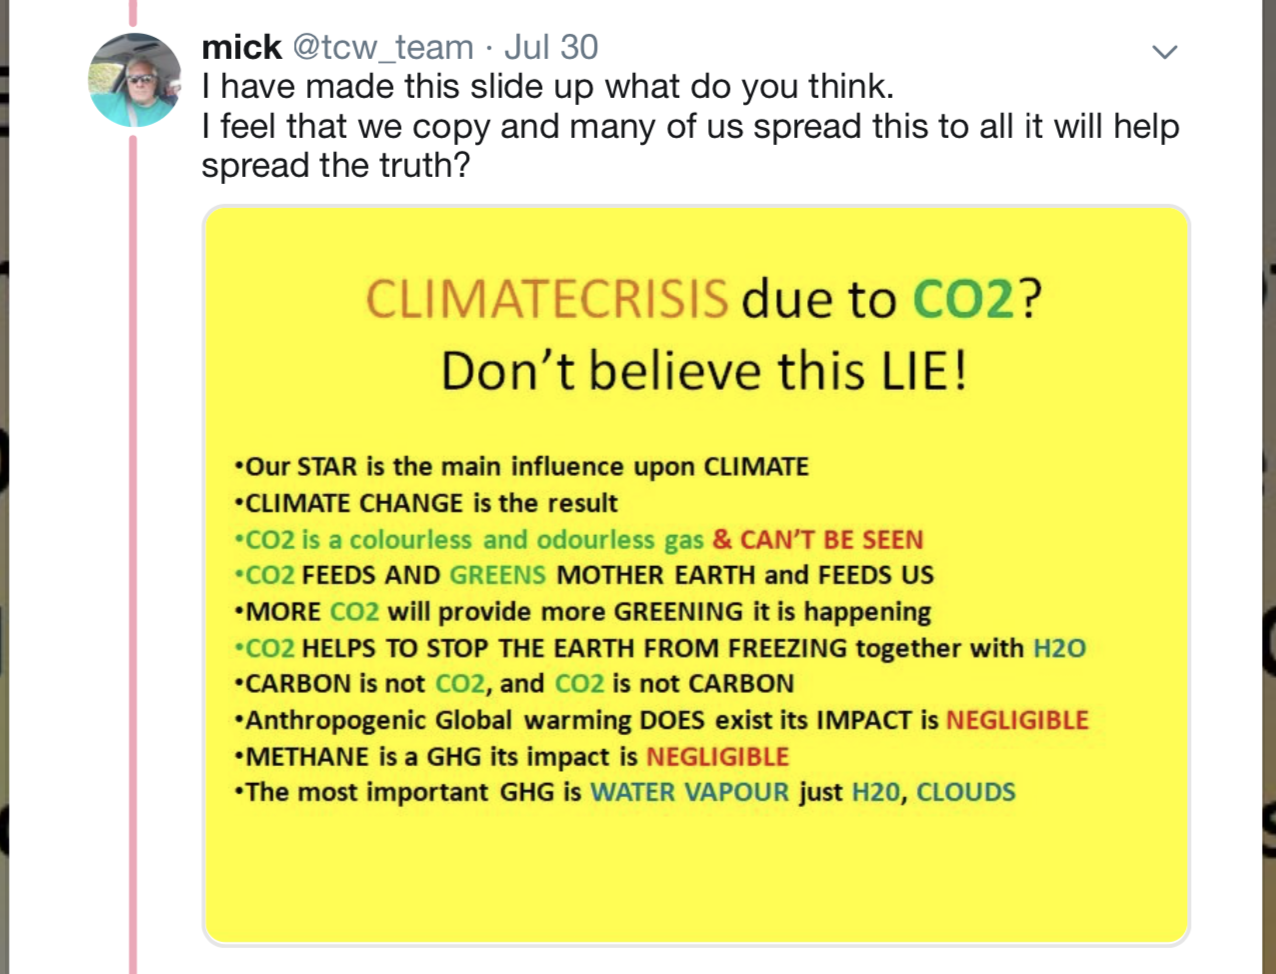 mick @tcw_team · Jul 30
I have made this slide up what do you think.
I feel that we copy and many of us spread this to all it will help
spread the truth?
CLIMATECRISIS due to CO2?
Don't believe this LIE!
•Our STAR is the main influence upon CLIMATE
•CLIMATE CHANGE is the result
•CO2 is a colourless and odourless gas & CAN'T BE SEEN
•CO2 FEEDS AND GREENS MOTHER EARTH and FEEDS US
•MORE CO2 will provide more GREENING it is happening
•CO2 HELPS TO STOP THE EARTH FROM FREEZING together with H2O
•CARBON is not CO2, and CO2 is not CARBON
•Anthropogenic Global warming DOES exist its IMPACT is NEGLIGIBLE
•METHANE is a GHG its impact is NEGLIGIBLE
•The most important GHG is WATER VAPOUR just H20, CLOUDS